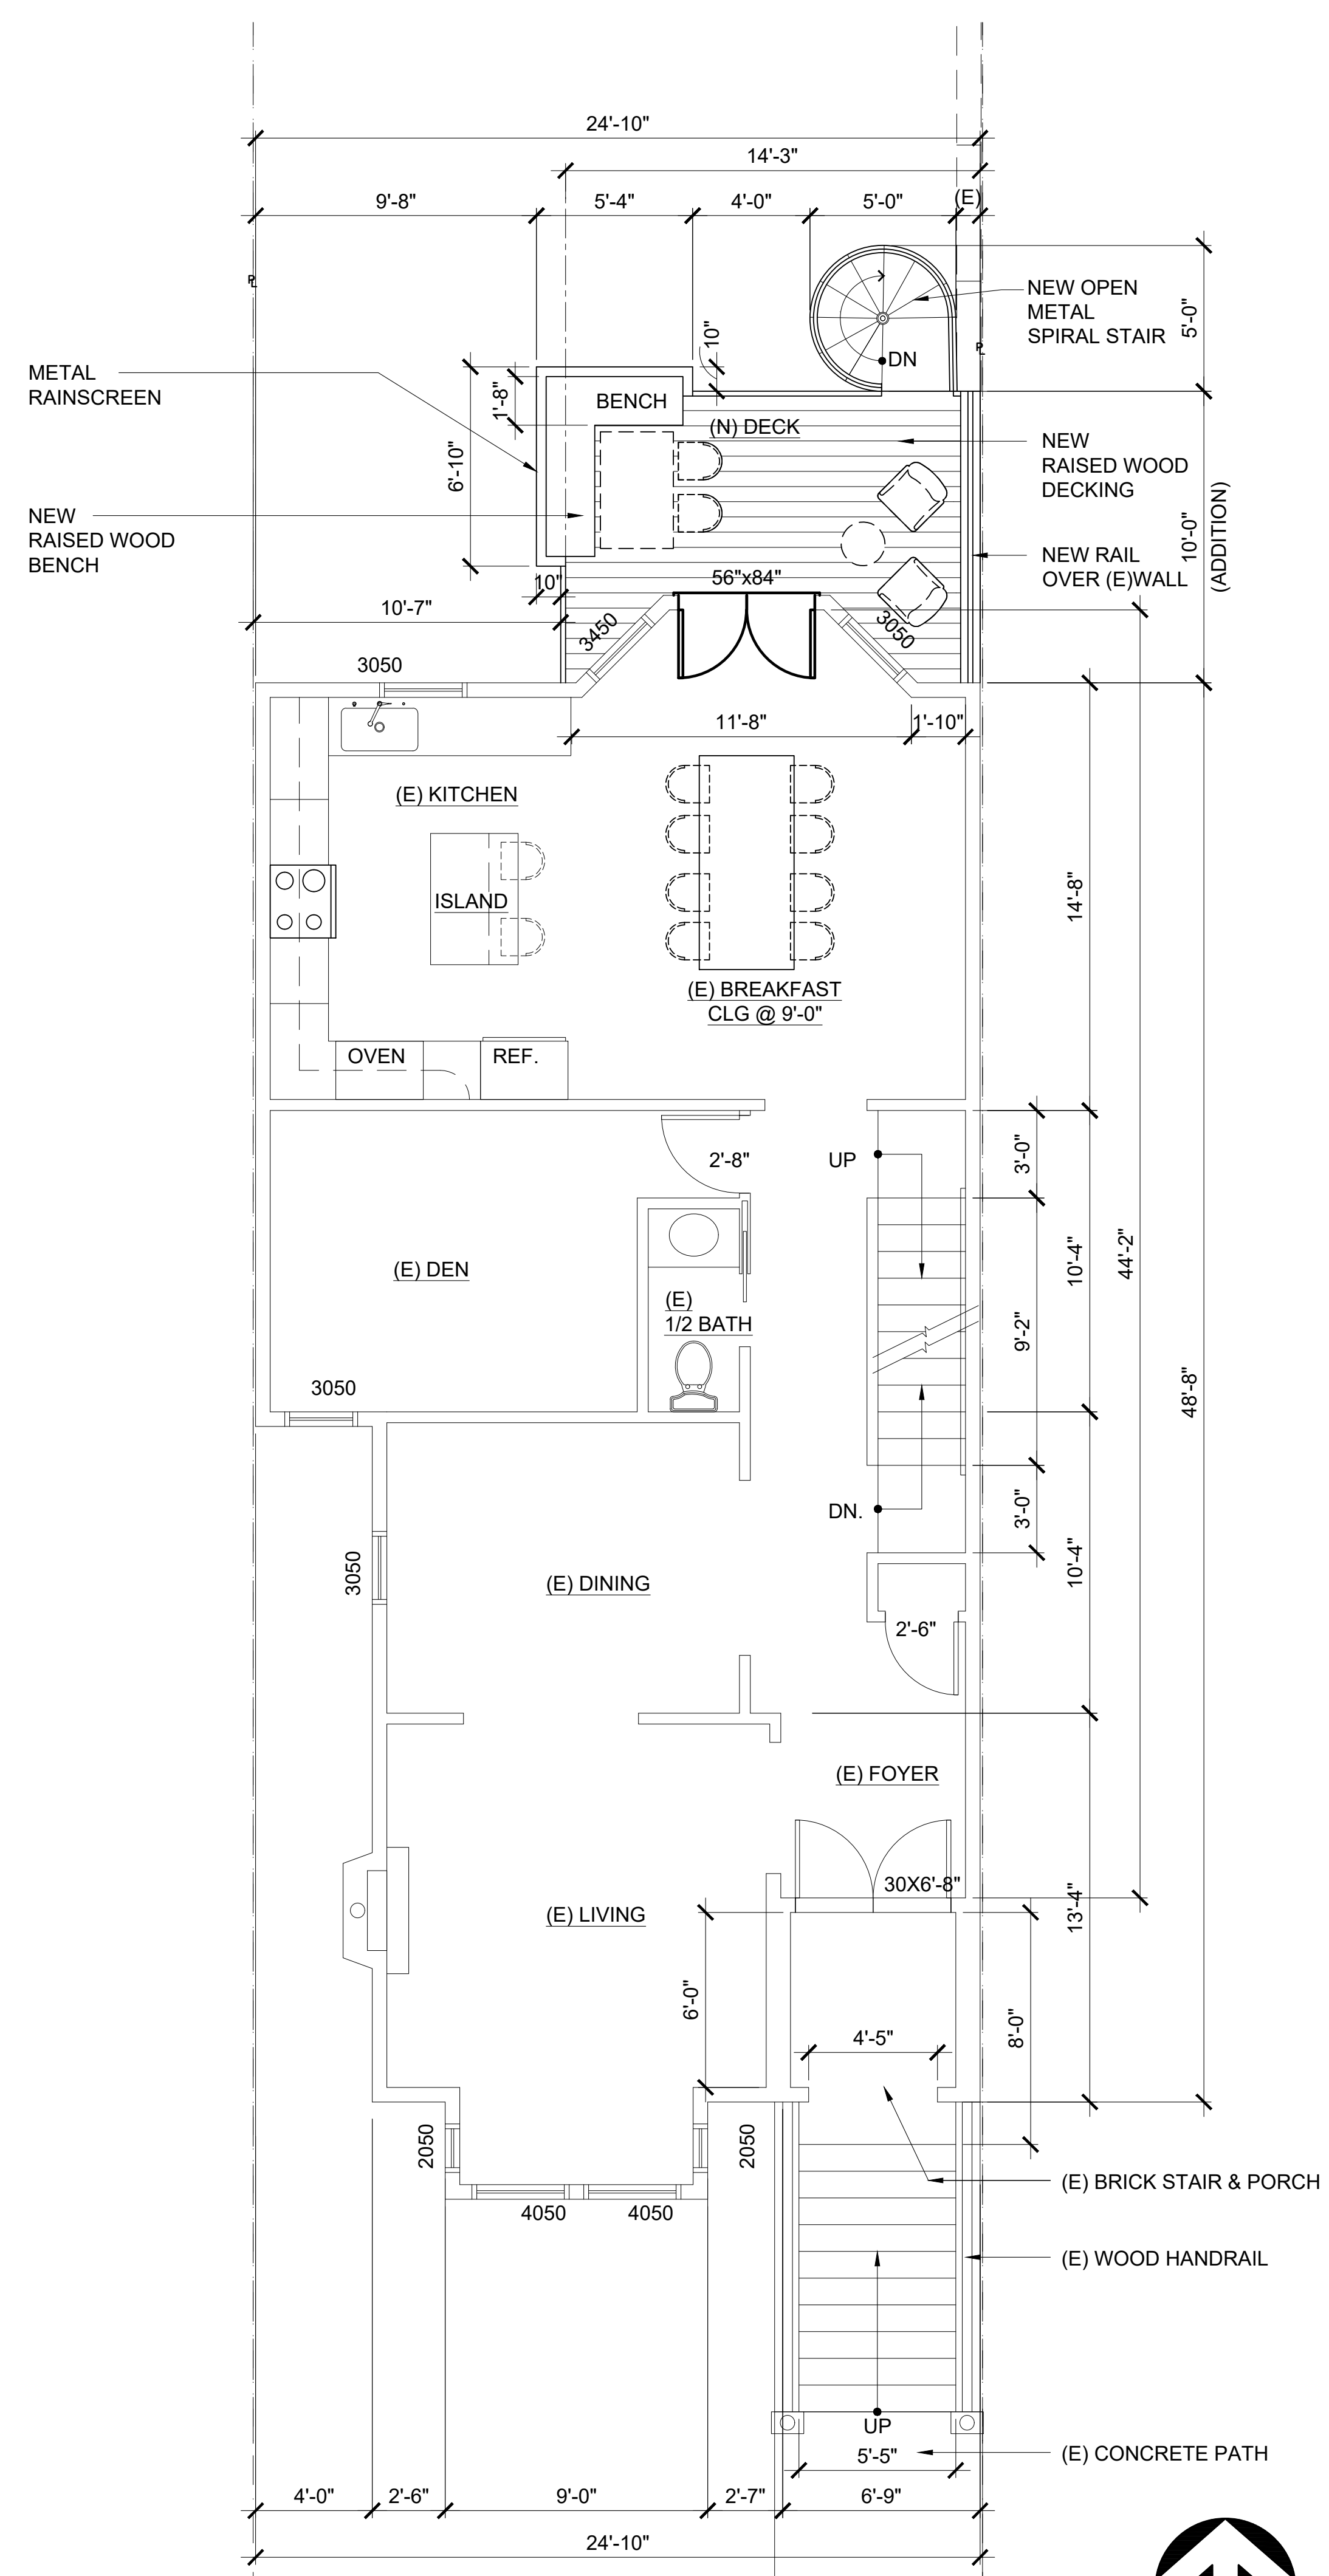 24'-10"
14'-3"
9'-8"
5'-4"
4'-0"
5'-0"
(E)
PL
NEW OPEN
METAL
SPIRAL STAIR
5'-0"
PL
10"
DN
METAL
RAINSCREEN
1'-8"
BENCH
(N) DECK
NEW
RAISED WOOD
DECKING
6'-10"
NEW
RAISED WOOD
BENCH
10'-0"
(ADDITION)
NEW RAIL
OVER (E)WALL
10"
56"x84"
10'-7"
3450
3050
3050
11'-8"
1'-10"
(E) KITCHEN
ISLAND
14'-8"
(E) BREAKFAST
CLG @ 9'-0"
OVEN
REF.
2'-8"
UP
3'-0"
(E) DEN
10'-4"
44'-2"
(E)
1/2 BATH
9'-2"
3050
48'-8"
DN.
3'-0"
3050
(E) DINING
10'-4"
2'-6"
(E) FOYER
30X6'-8"
(E) LIVING
13'-4"
6'-0"
4'-5"
8'-0"
2050
2050
4050
4050
(E) BRICK STAIR & PORCH
(E) WOOD HANDRAIL
UP
5'-5"
(E) CONCRETE PATH
4'-0"
2'-6"
9'-0"
2'-7"
6'-9"
24'-10"